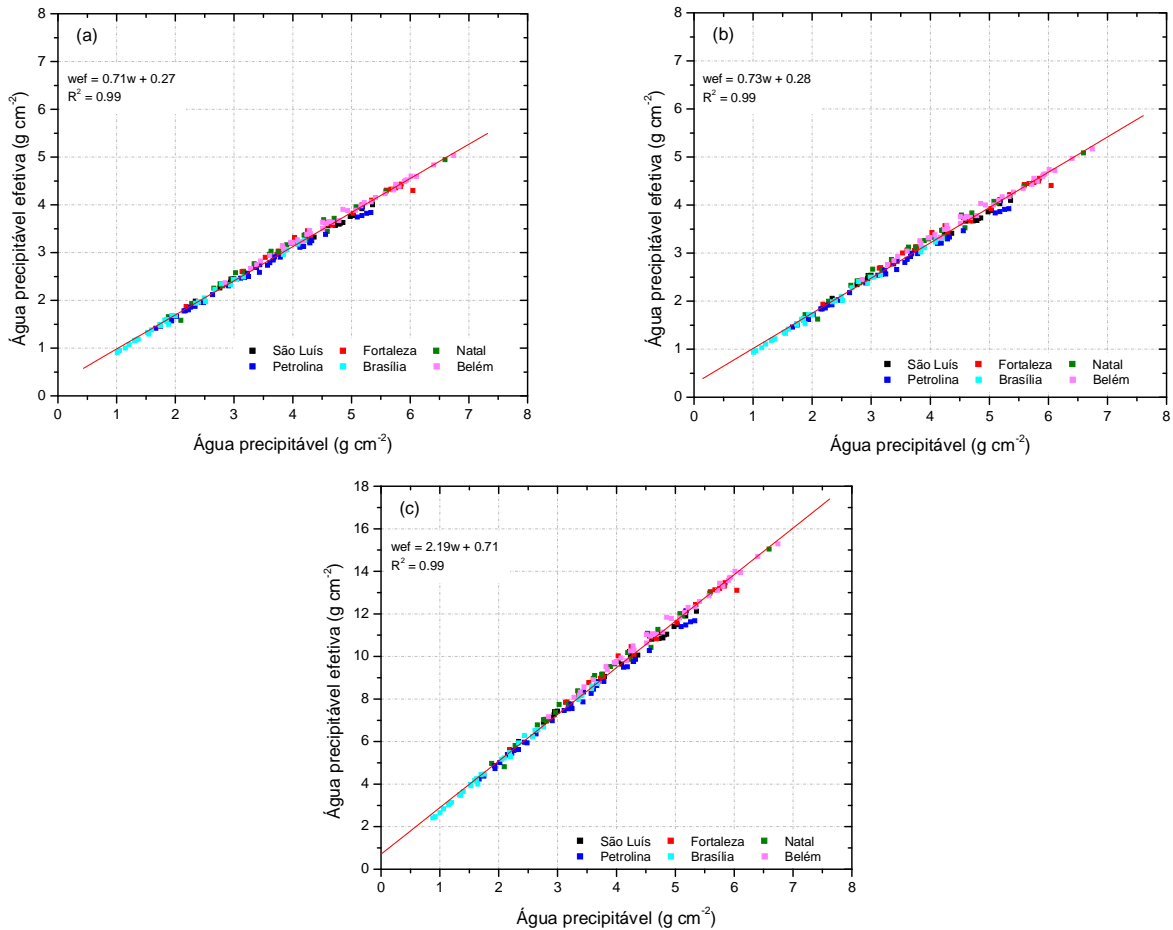 (a)
wef = 0.71w + 0.27
R² = 0.99
Água precipitável efetiva (g cm⁻²)
8
7
6
5
4
3
2
1
0
São Luís Fortaleza Natal
Petrolina Brasília Belém
0 1 2 3 4 5 6 7 8
Água precipitável (g cm⁻²)
(b)
wef = 0.73w + 0.28
R² = 0.99
Água precipitável efetiva (g cm⁻²)
8
7
6
5
4
3
2
1
0
São Luís Fortaleza Natal
Petrolina Brasília Belém
0 1 2 3 4 5 6 7 8
Água precipitável (g cm⁻²)
(c)
wef = 2.19w + 0.71
R² = 0.99
Água precipitável efetiva (g cm⁻²)
18
16
14
12
10
8
6
4
2
0
São Luís Fortaleza Natal
Petrolina Brasília Belém
0 1 2 3 4 5 6 7 8
Água precipitável (g cm⁻²)